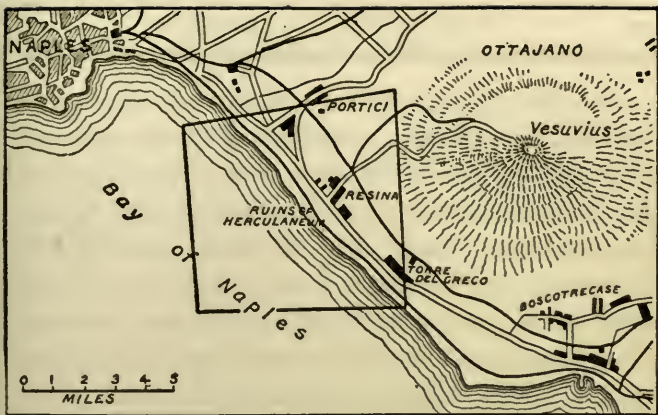 NAPLES
OTTAJANO
PORTICI
Vesuvius
RESINA
RUINS OF
HERCULANEUM
Bay
of
Naples
TORRE
DEL GRECO
BOSCOTRECASE
0 1 2 3 4 5
MILES